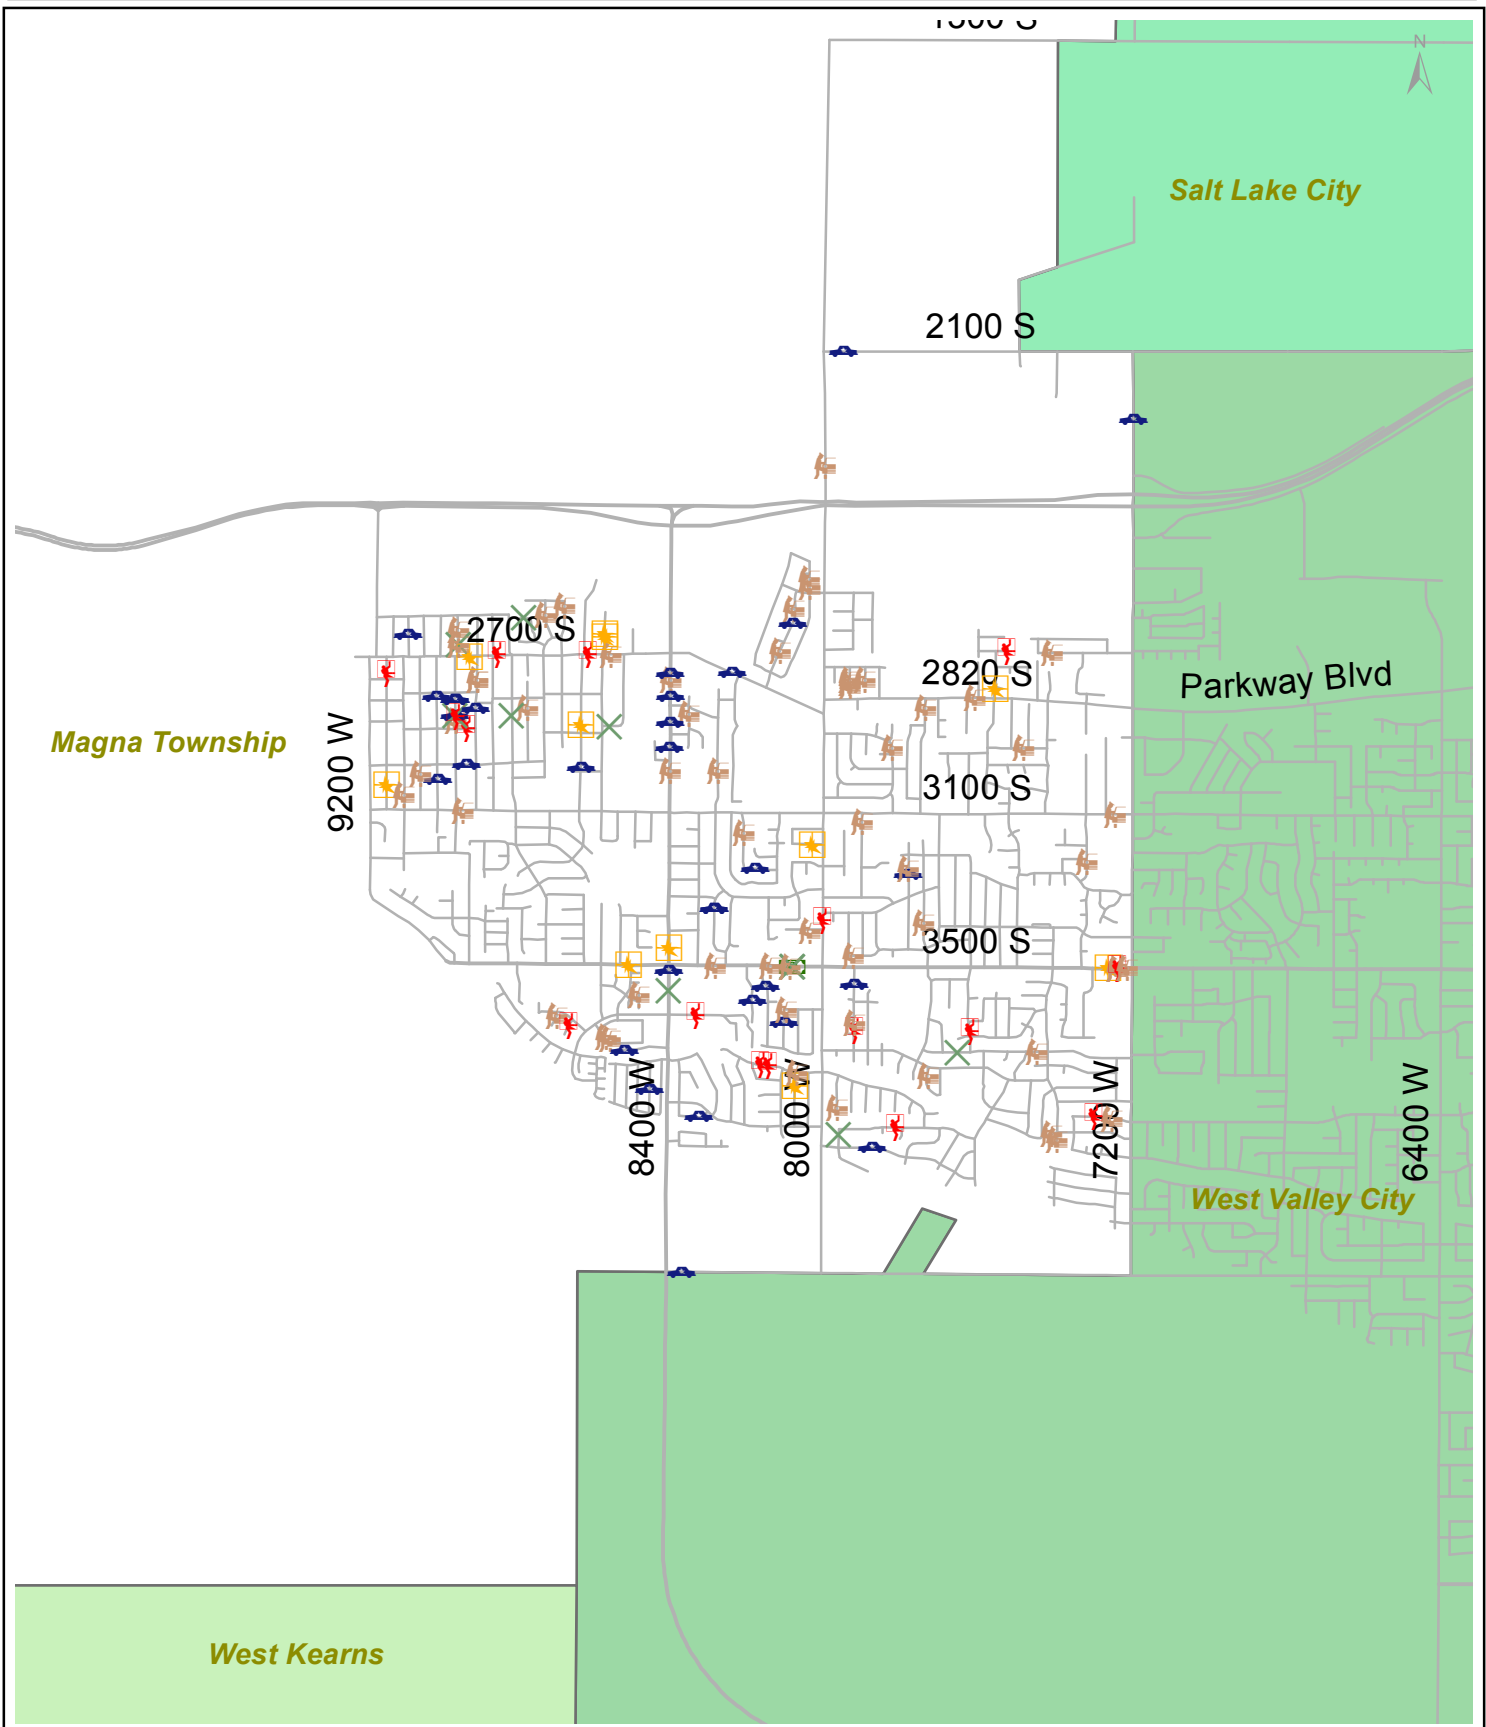 N
Salt Lake City
2100 S
2700 S
2820 S
Parkway Blvd
Magna Township
9200 W
3100 S
3500 S
8400 W
8000 W
7200 W
6400 W
West Valley City
West Kearns